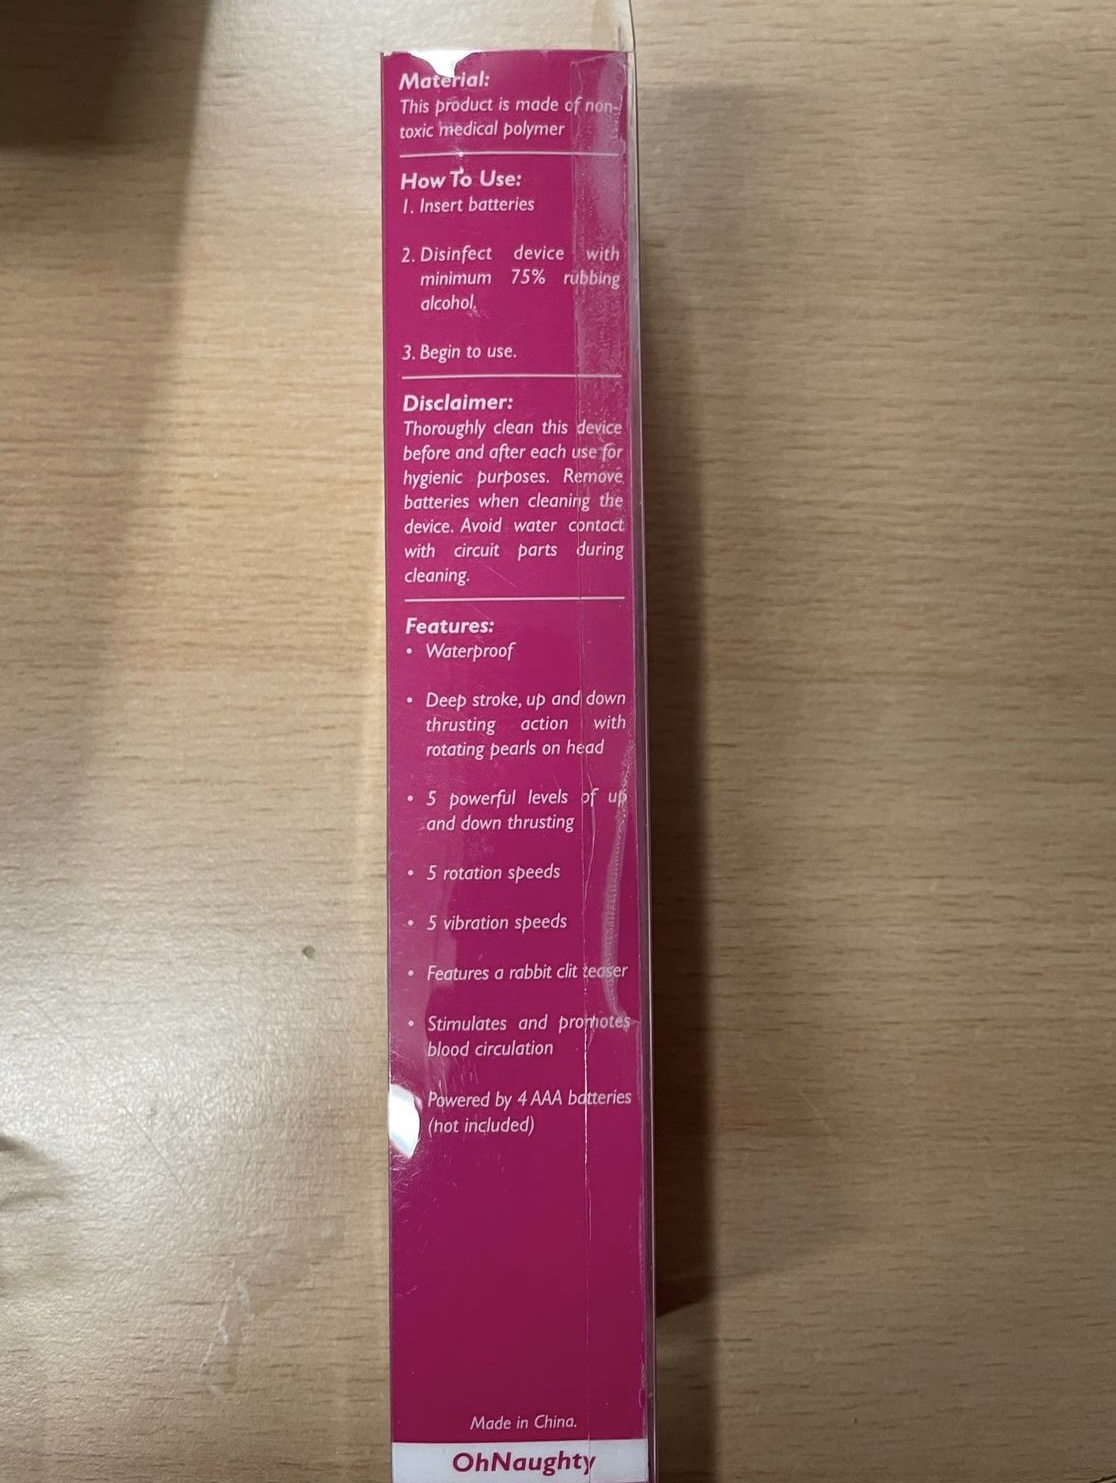 Material:
This product is made of non-
toxic medical polymer
How To Use:
1. Insert batteries
2. Disinfect device with
minimum 75% rubbing
alcohol.
3. Begin to use.
Disclaimer:
Thoroughly clean this device
before and after each use for
hygienic purposes. Remove
batteries when cleaning the
device. Avoid water contact
with circuit parts during
cleaning.
Features:
• Waterproof
• Deep stroke, up and down
thrusting action with
rotating pearls on head
• 5 powerful levels of up
and down thrusting
• 5 rotation speeds
• 5 vibration speeds
• Features a rabbit clit teaser
• Stimulates and promotes
blood circulation
Powered by 4 AAA batteries
(not included)
Made in China.
OhNaughty